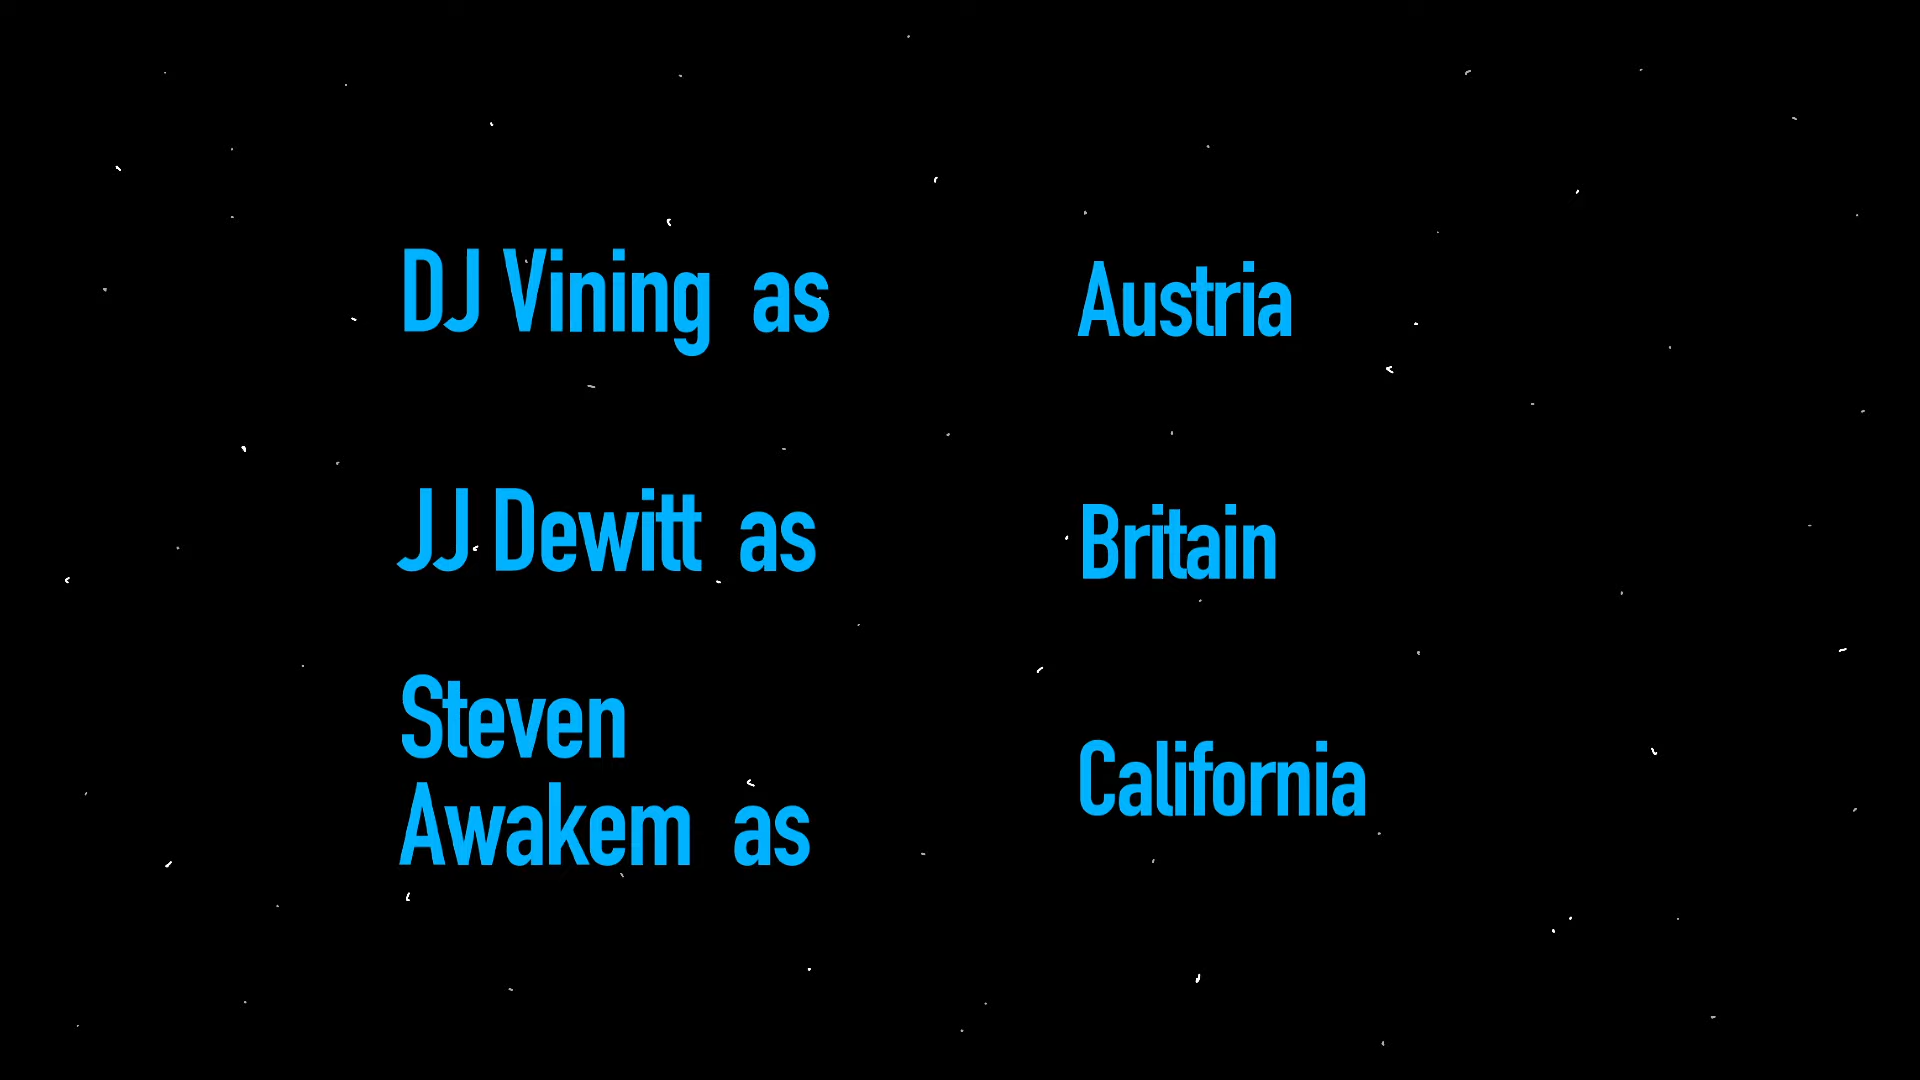 DJ Vining as Austria
JJ Dewitt as Britain
Steven
Awakem as California